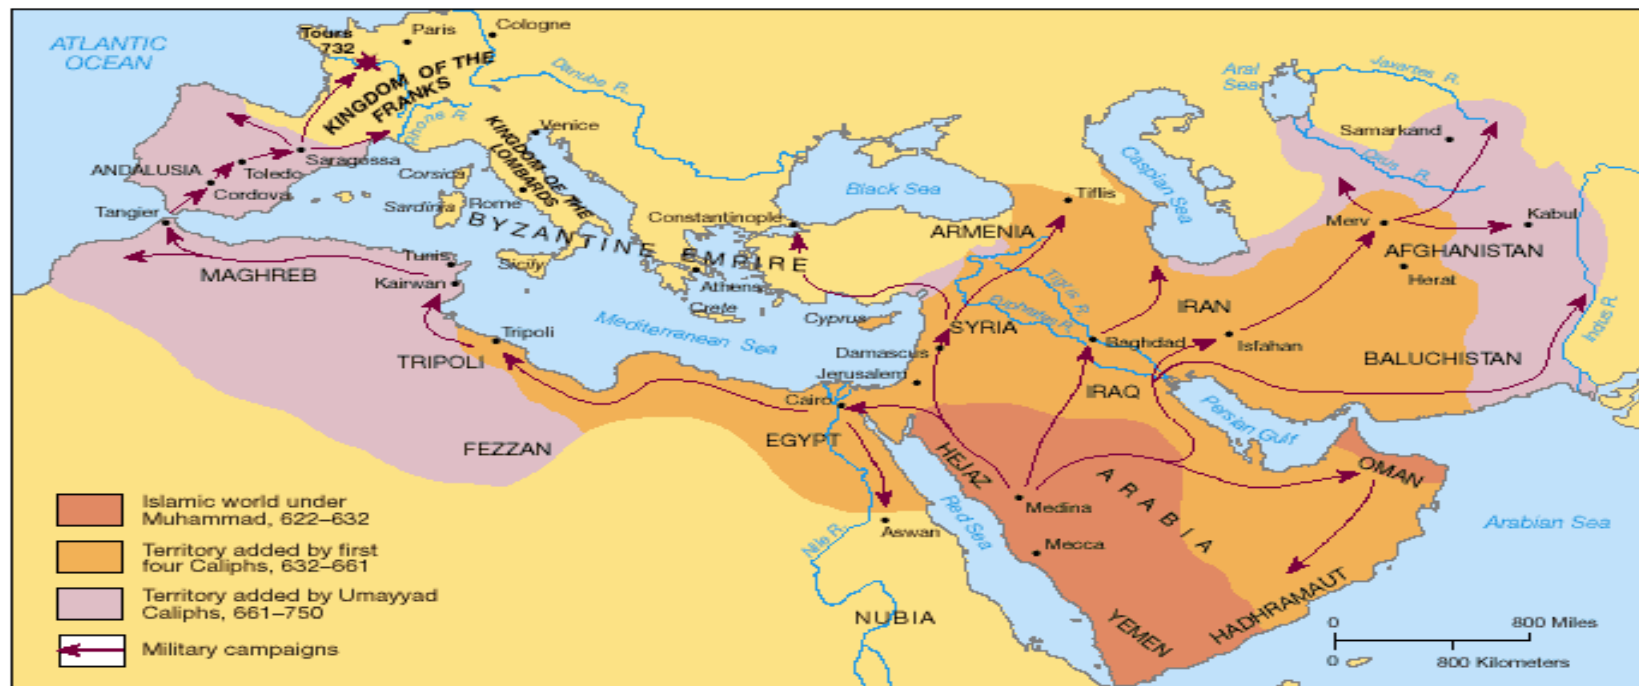 ATLANTIC
OCEAN
Tours
732
Paris
Cologne
KINGDOM OF THE
FRANKS
Danube R.
Rhone R.
Venice
KINGDOM OF THE
LOMBARDS
Saragossa
ANDALUSIA
Toledo
Cordova
Tangier
Corsica
Sardinia
Rome
BYZANTINE EMPIRE
Constantinople
Black Sea
Caspian Sea
Aral
Sea
Jaxartes R.
Samarkand
Oxus R.
Tiflis
ARMENIA
Merv
Kabul
AFGHANISTAN
Herat
MAGHREB
Tunis
Kairwan
Sicily
Athens
Crete
Cyprus
Mediterranean Sea
Tripoli
TRIPOLI
FEZZAN
SYRIA
Tigris R.
Euphrates R.
Damascus
Jerusalem
Baghdad
IRAQ
IRAN
Isfahan
BALUCHISTAN
Indus R.
Cairo
EGYPT
Persian Gulf
HEJAZ
ARABIA
OMAN
Medina
Mecca
Red Sea
Aswan
Nile R.
NUBIA
YEMEN
HADHRAMAUT
Arabian Sea
Islamic world under
Muhammad, 622–632
Territory added by first
four Caliphs, 632–661
Territory added by Umayyad
Caliphs, 661–750
Military campaigns
0 800 Miles
0 800 Kilometers